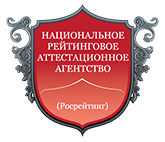 НАЦИОНАЛЬНОЕ
РЕЙТИНГОВОЕ
АТТЕСТАЦИОННОЕ
АГЕНТСТВО
(Росрейтинг)